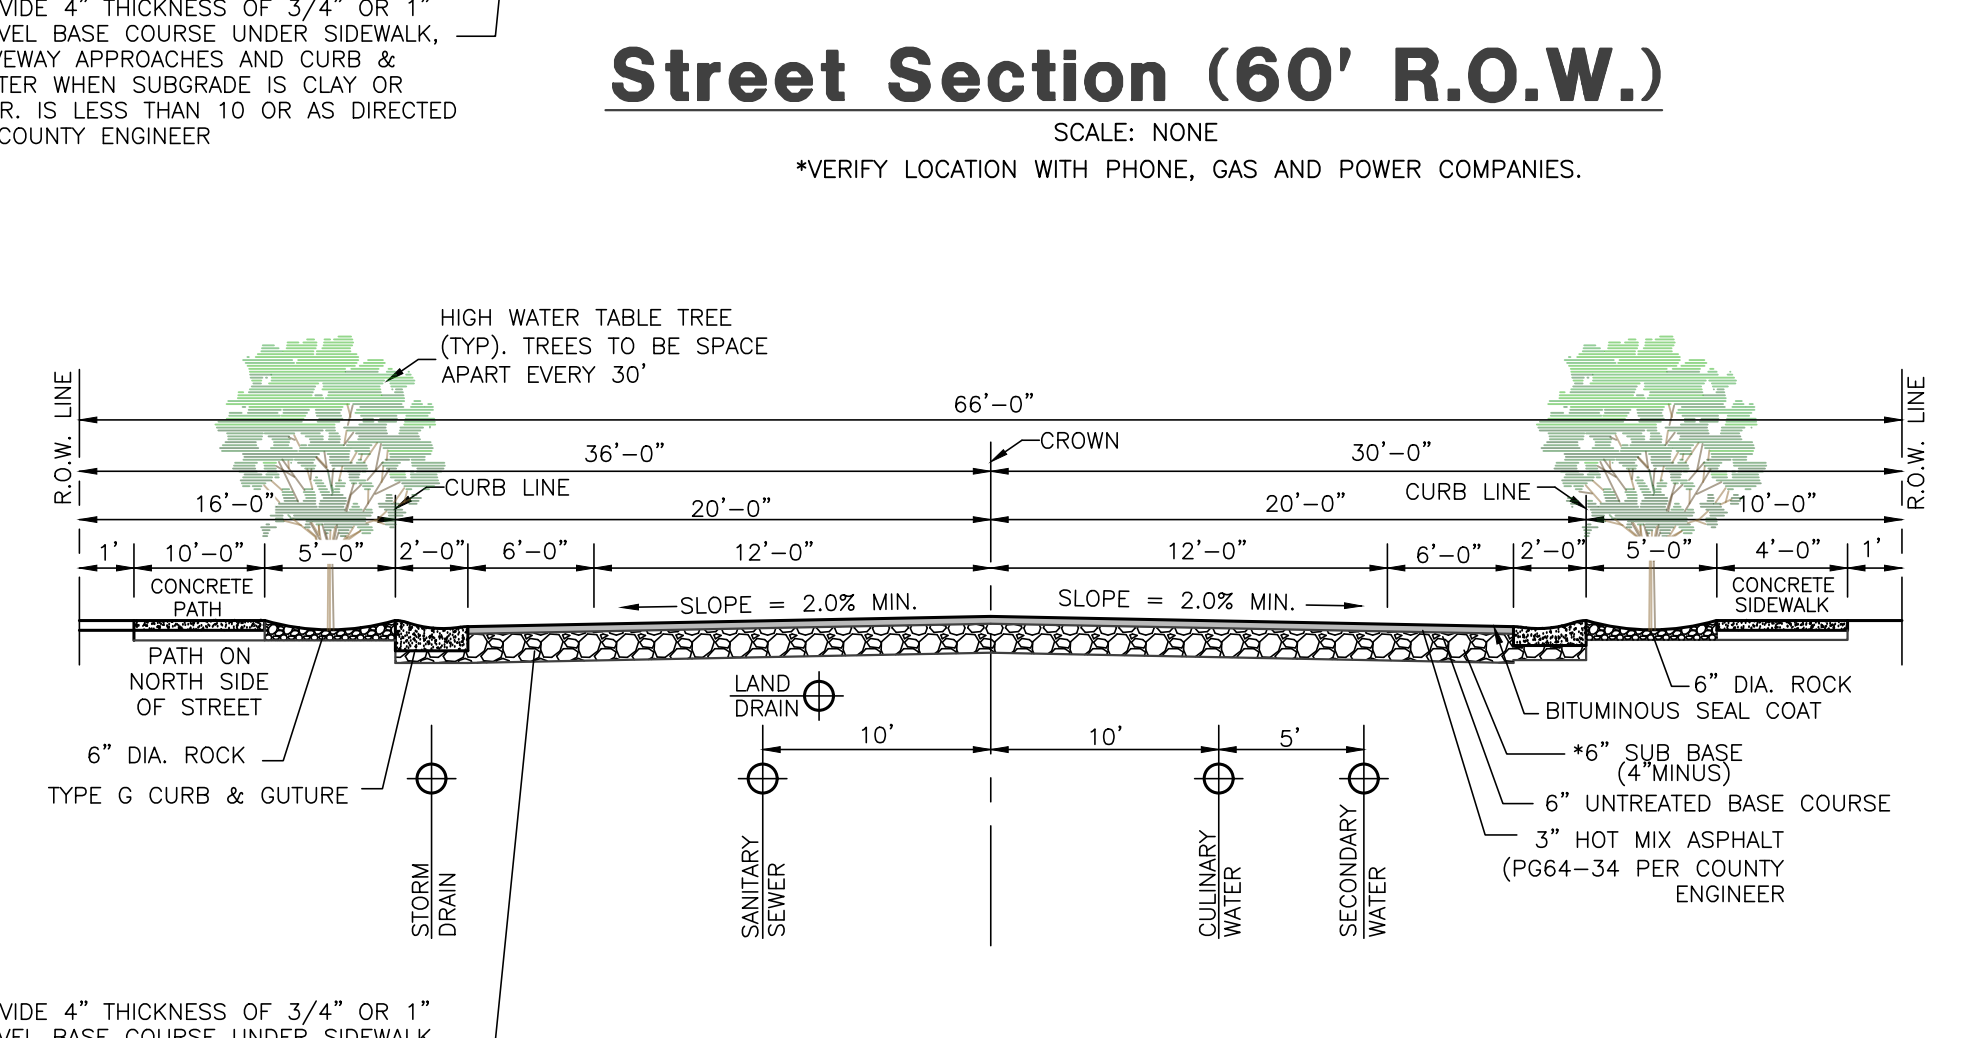 VIDE 4" THICKNESS OF 3/4" OR 1"
VEL BASE COURSE UNDER SIDEWALK,
VEWAY APPROACHES AND CURB &
TER WHEN SUBGRADE IS CLAY OR
R. IS LESS THAN 10 OR AS DIRECTED
COUNTY ENGINEER
Street Section (60' R.O.W.)
SCALE: NONE
*VERIFY LOCATION WITH PHONE, GAS AND POWER COMPANIES.
HIGH WATER TABLE TREE
(TYP). TREES TO BE SPACE
APART EVERY 30'
R.O.W. LINE
R.O.W. LINE
66'-0"
CROWN
36'-0"
30'-0"
CURB LINE
CURB LINE
16'-0"
20'-0"
20'-0"
10'-0"
1'
10'-0"
5'-0"
2'-0"
6'-0"
12'-0"
12'-0"
6'-0"
2'-0"
5'-0"
4'-0"
1'
CONCRETE
PATH
SLOPE = 2.0% MIN.
SLOPE = 2.0% MIN.
CONCRETE
SIDEWALK
PATH ON
NORTH SIDE
OF STREET
LAND
DRAIN
6" DIA. ROCK
BITUMINOUS SEAL COAT
10'
10'
5'
6" DIA. ROCK
*6" SUB BASE
(4"MINUS)
TYPE G CURB & GUTURE
6" UNTREATED BASE COURSE
3" HOT MIX ASPHALT
(PG64-34 PER COUNTY
ENGINEER
STORM
DRAIN
SANITARY
SEWER
CULINARY
WATER
SECONDARY
WATER
VIDE 4" THICKNESS OF 3/4" OR 1"
VEL BASE COURSE UNDER SIDEWALK